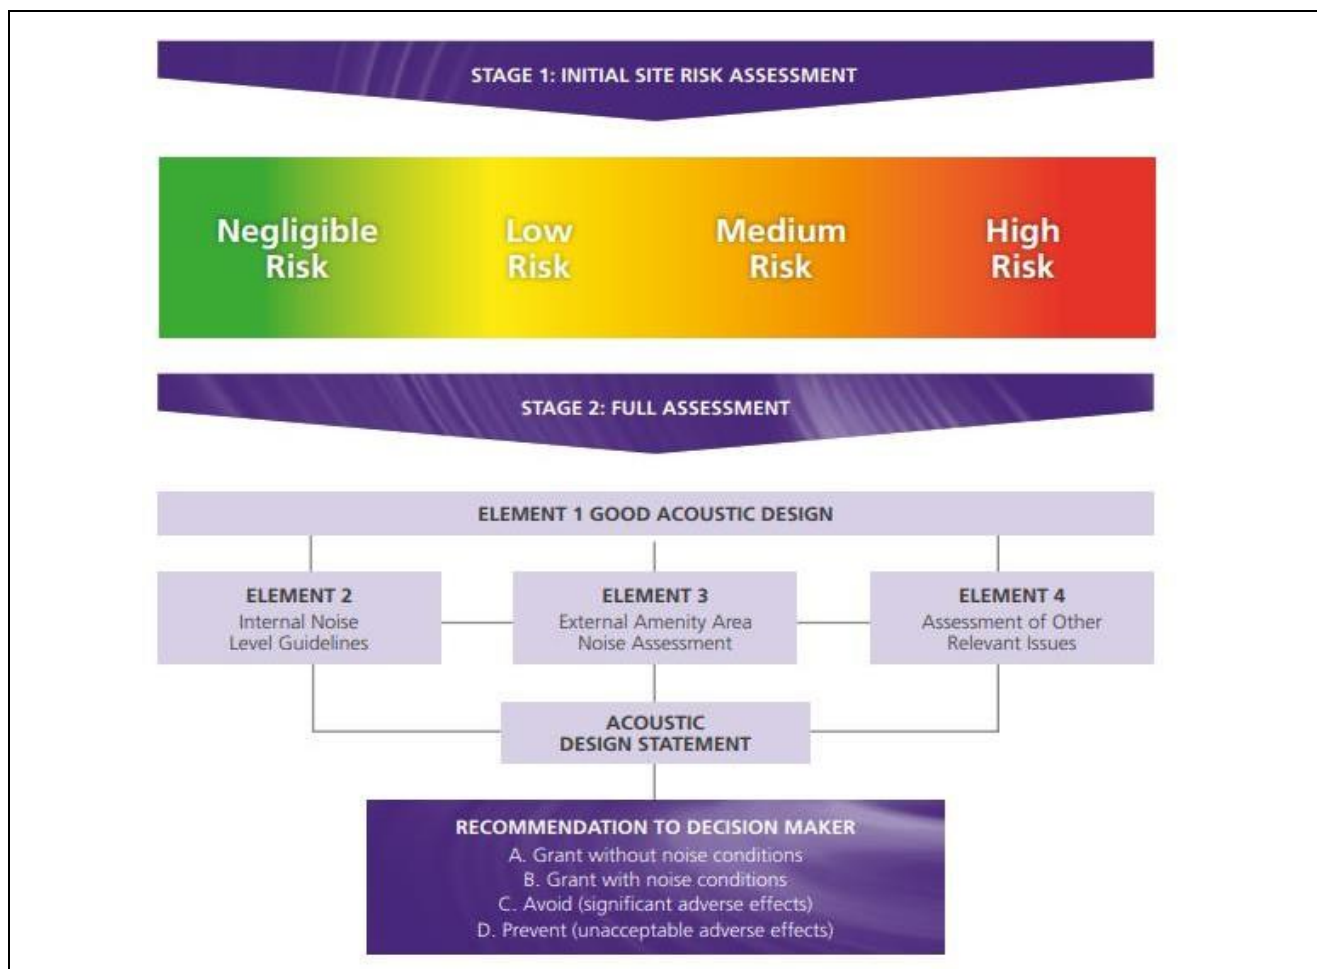 STAGE 1: INITIAL SITE RISK ASSESSMENT
Negligible
Risk
Low
Risk
Medium
Risk
High
Risk
STAGE 2: FULL ASSESSMENT
ELEMENT 1 GOOD ACOUSTIC DESIGN
ELEMENT 2
Internal Noise
Level Guidelines
ELEMENT 3
External Amenity Area
Noise Assessment
ELEMENT 4
Assessment of Other
Relevant Issues
ACOUSTIC
DESIGN STATEMENT
RECOMMENDATION TO DECISION MAKER
A. Grant without noise conditions
B. Grant with noise conditions
C. Avoid (significant adverse effects)
D. Prevent (unacceptable adverse effects)